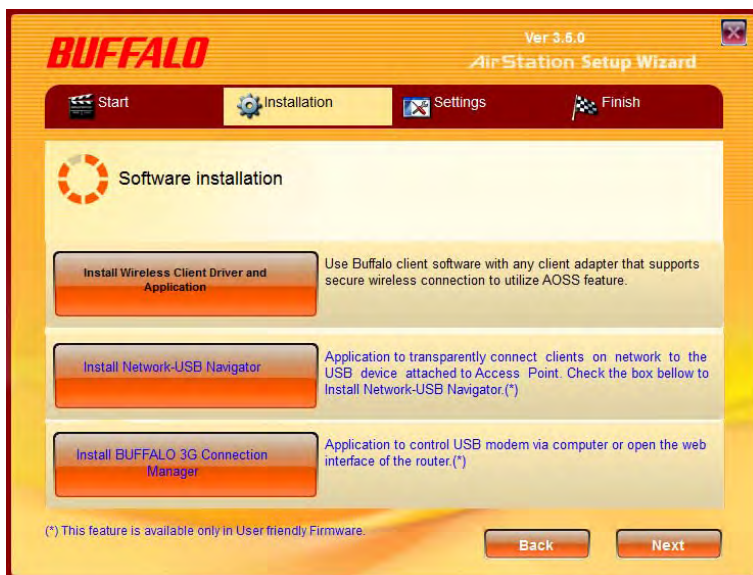 BUFFALO
Ver 3.6.0
AirStation Setup Wizard
Start
Installation
Settings
Finish
Software installation
Install Wireless Client Driver and
Application
Use Buffalo client software with any client adapter that supports
secure wireless connection to utilize AOSS feature.
Install Network-USB Navigator
Application to transparently connect clients on network to the
USB device attached to Access Point. Check the box bellow to
Install Network-USB Navigator.(*)
Install BUFFALO 3G Connection
Manager
Application to control USB modem via computer or open the web
interface of the router.(*)
(*) This feature is available only in User friendly Firmware.
Back
Next